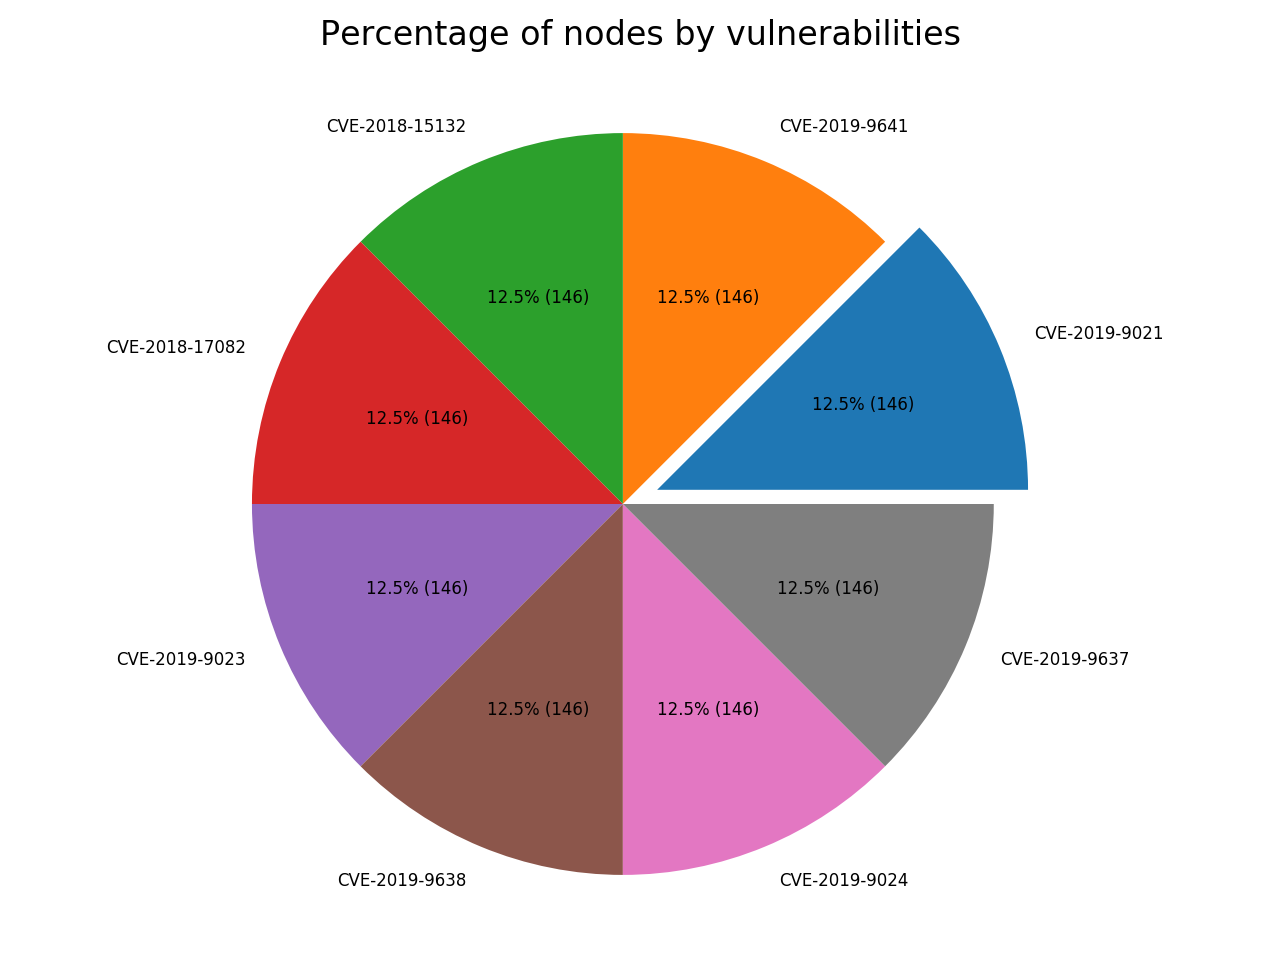 Percentage of nodes by vulnerabilities
CVE-2018-15132
CVE-2019-9641
12.5% (146)
12.5% (146)
CVE-2019-9021
12.5% (146)
CVE-2018-17082
12.5% (146)
12.5% (146)
12.5% (146)
CVE-2019-9023
CVE-2019-9637
12.5% (146)
12.5% (146)
CVE-2019-9638
CVE-2019-9024